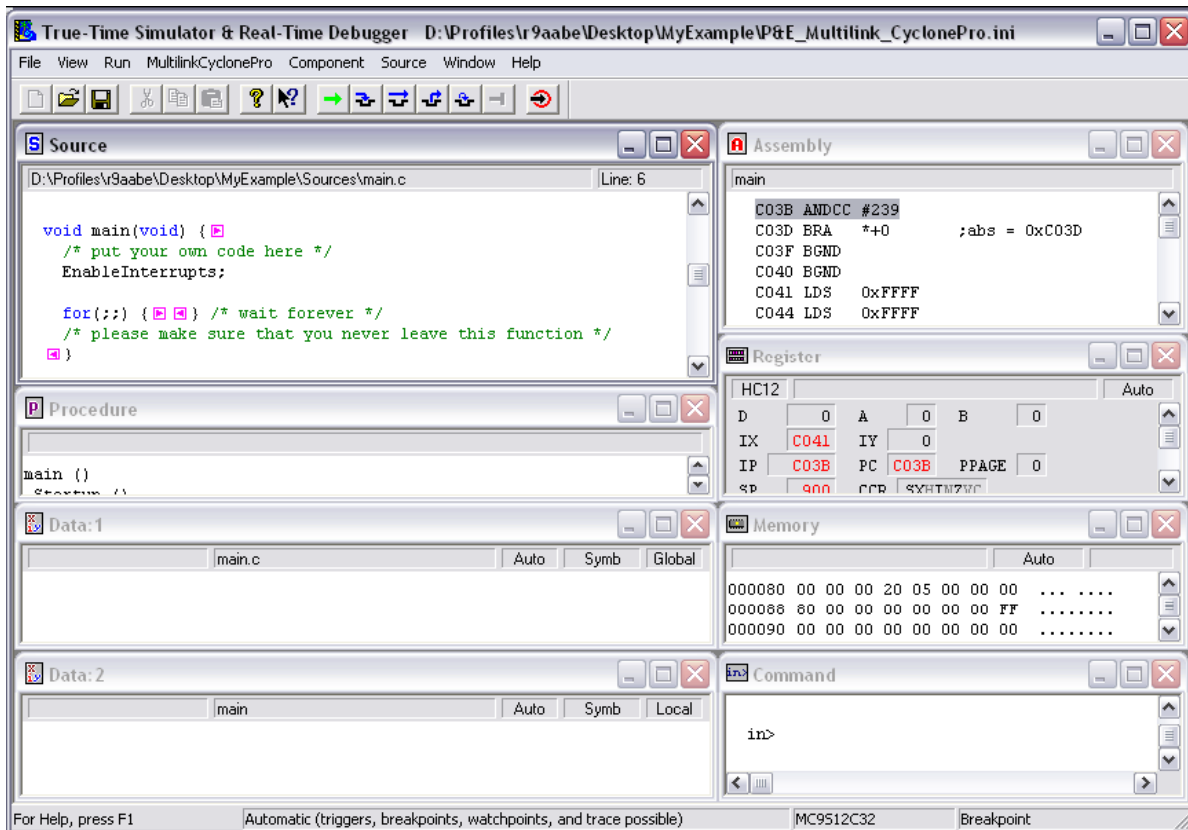 True-Time Simulator & Real-Time Debugger D:\Profiles\r9aabe\Desktop\MyExample\P&E_Multilink_CyclonePro.ini
File View Run MultilinkCyclonePro Component Source Window Help
S Source
D:\Profiles\r9aabe\Desktop\MyExample\Sources\main.c Line: 6
void main(void) {
/* put your own code here */
EnableInterrupts;
for(;;) { } /* wait forever */
/* please make sure that you never leave this function */
}
A Assembly
main
C03B ANDCC #239
C03D BRA *+0 ;abs = 0xC03D
C03F BGND
C040 BGND
C041 LDS 0xFFFF
C044 LDS 0xFFFF
P Procedure
main ()
Startup ()
Register
HC12 Auto
D 0 A 0 B 0
IX C041 IY 0
IP C03B PC C03B PPAGE 0
SP 900 CCR SXHINZVC
Data:1
main.c Auto Symb Global
Memory
Auto
000080 00 00 00 20 05 00 00 00 ... ....
000088 80 00 00 00 00 00 00 FF ........
000090 00 00 00 00 00 00 00 00 ........
Data:2
main Auto Symb Local
in> Command
in>
For Help, press F1 Automatic (triggers, breakpoints, watchpoints, and trace possible) MC9S12C32 Breakpoint